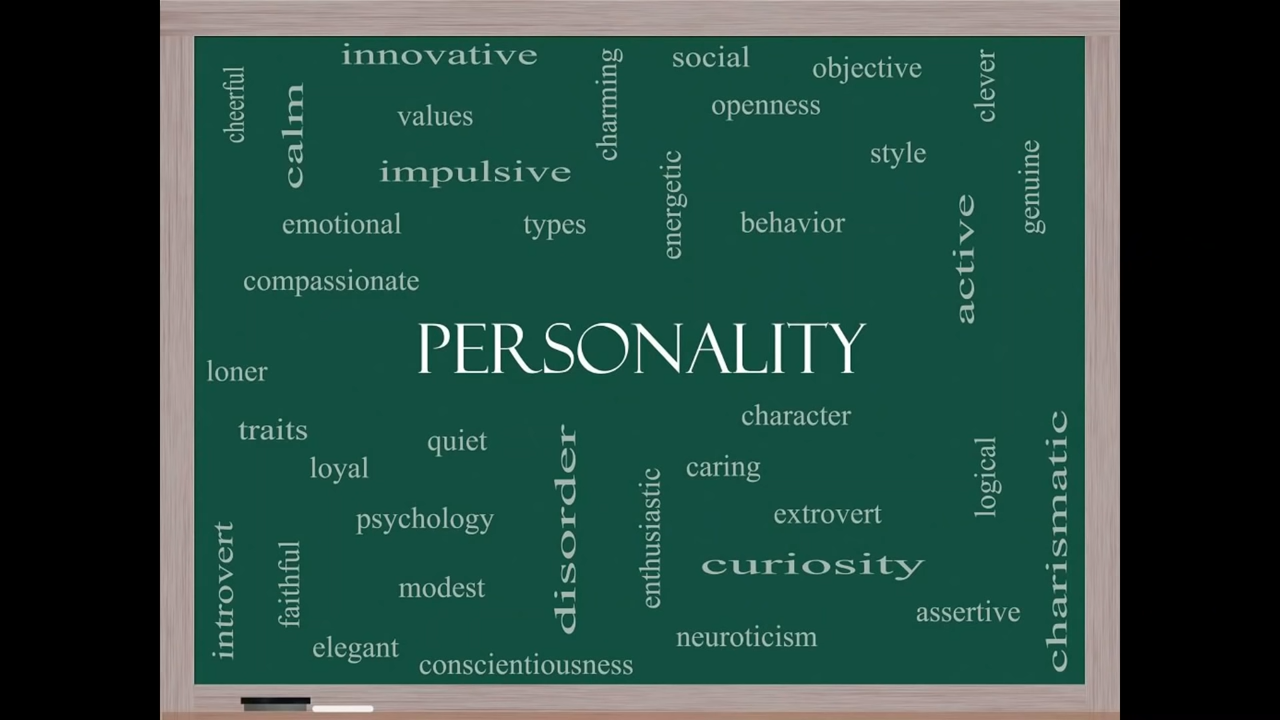 innovative
social
objective
cheerful
calm
charming
clever
values
openness
impulsive
style
energetic
genuine
emotional
types
behavior
active
compassionate
PERSONALITY
loner
character
traits
quiet
loyal
caring
disorder
enthusiastic
logical
charismatic
psychology
extrovert
introvert
faithful
curiosity
modest
assertive
elegant
neuroticism
conscientiousness